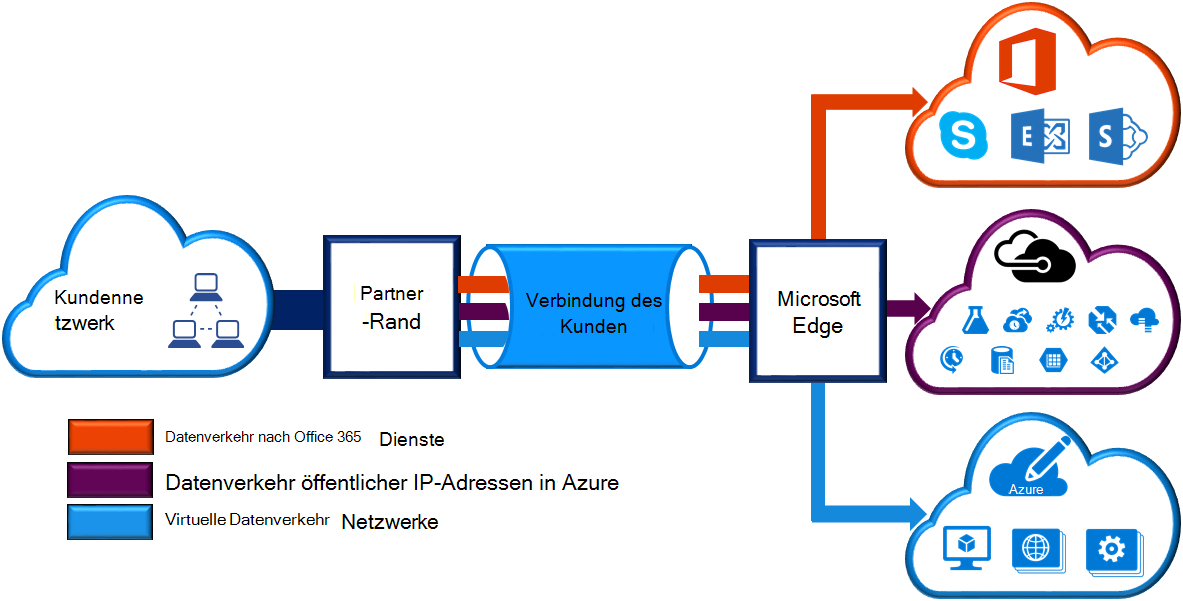 Kundenne
tzwerk
Partner
-Rand
Verbindung des
Kunden
Microsoft
Edge
S
E
S
Azure
Datenverkehr nach Office 365 Dienste
Datenverkehr öffentlicher IP-Adressen in Azure
Virtuelle Datenverkehr Netzwerke